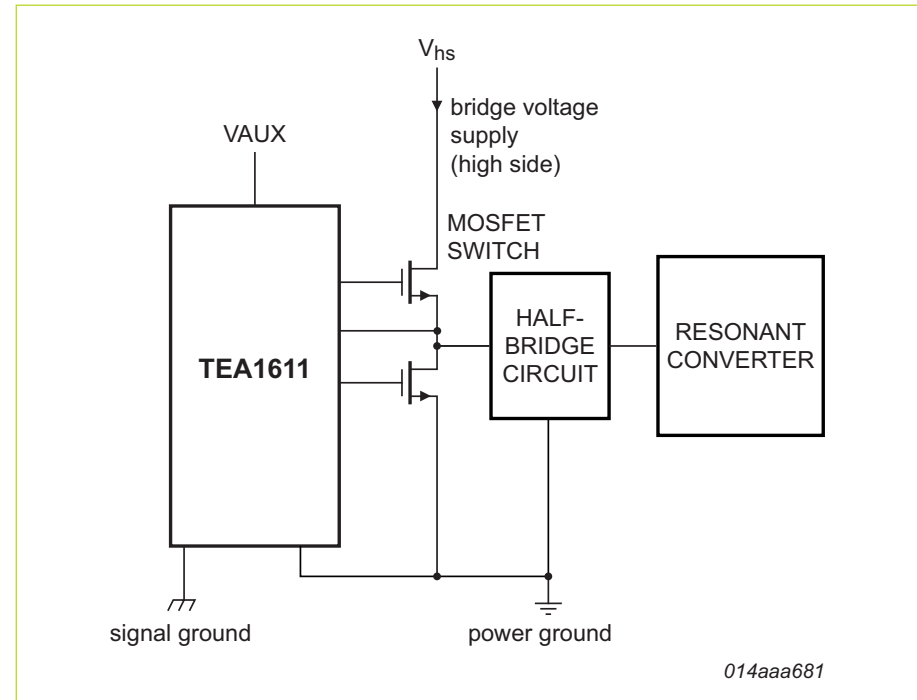 Vhs
bridge voltage
supply
(high side)
VAUX
MOSFET
SWITCH
TEA1611
HALF-
BRIDGE
CIRCUIT
RESONANT
CONVERTER
signal ground
power ground
014aaa681